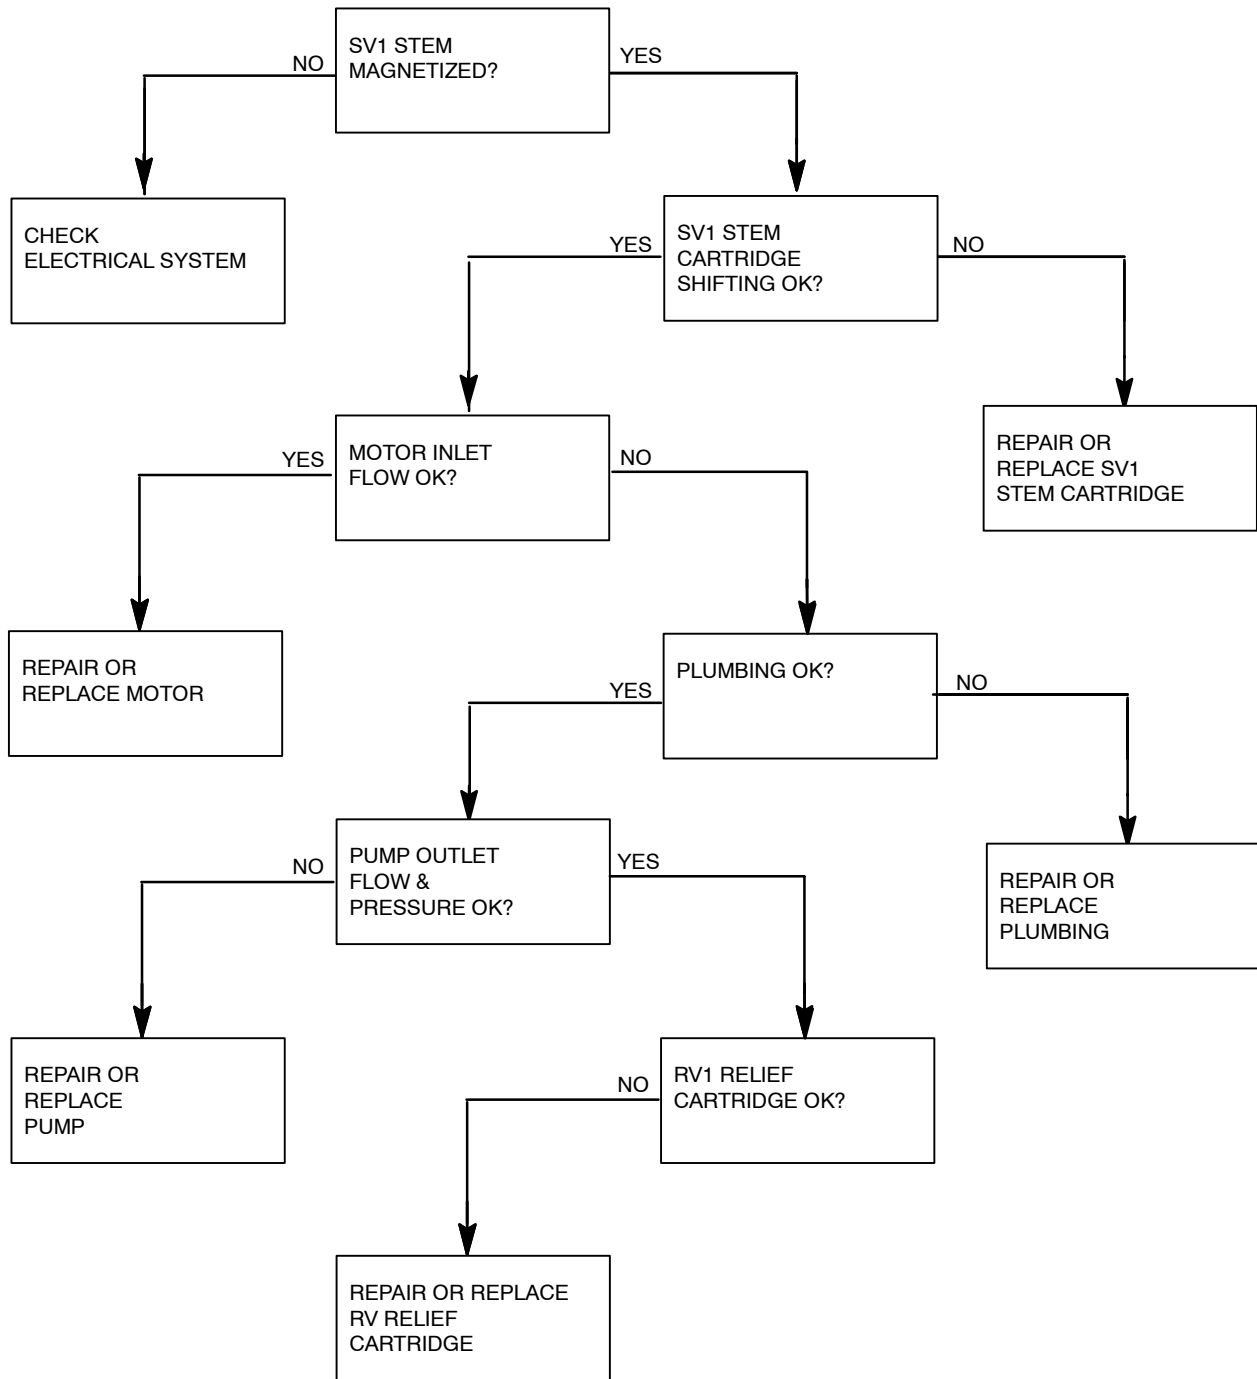 SV1 STEM
MAGNETIZED?
NO
YES
CHECK
ELECTRICAL SYSTEM
SV1 STEM
CARTRIDGE
SHIFTING OK?
YES
NO
MOTOR INLET
FLOW OK?
YES
NO
REPAIR OR
REPLACE SV1
STEM CARTRIDGE
REPAIR OR
REPLACE MOTOR
PLUMBING OK?
YES
NO
PUMP OUTLET
FLOW &
PRESSURE OK?
NO
YES
REPAIR OR
REPLACE
PLUMBING
REPAIR OR
REPLACE
PUMP
RV1 RELIEF
CARTRIDGE OK?
NO
REPAIR OR REPLACE
RV RELIEF
CARTRIDGE